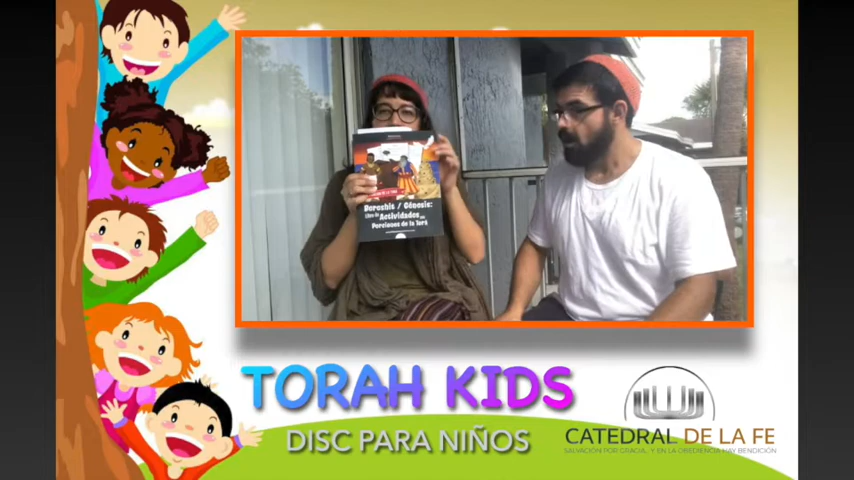 Bereshit / Génesis:
Libro de Actividades con
Porciones de la Torá
TORAH KIDS
DISC PARA NIÑOS
CATEDRAL DE LA FE
SALVACIÓN POR GRACIA, Y EN LA OBEDIENCIA HAY BENDICIÓN